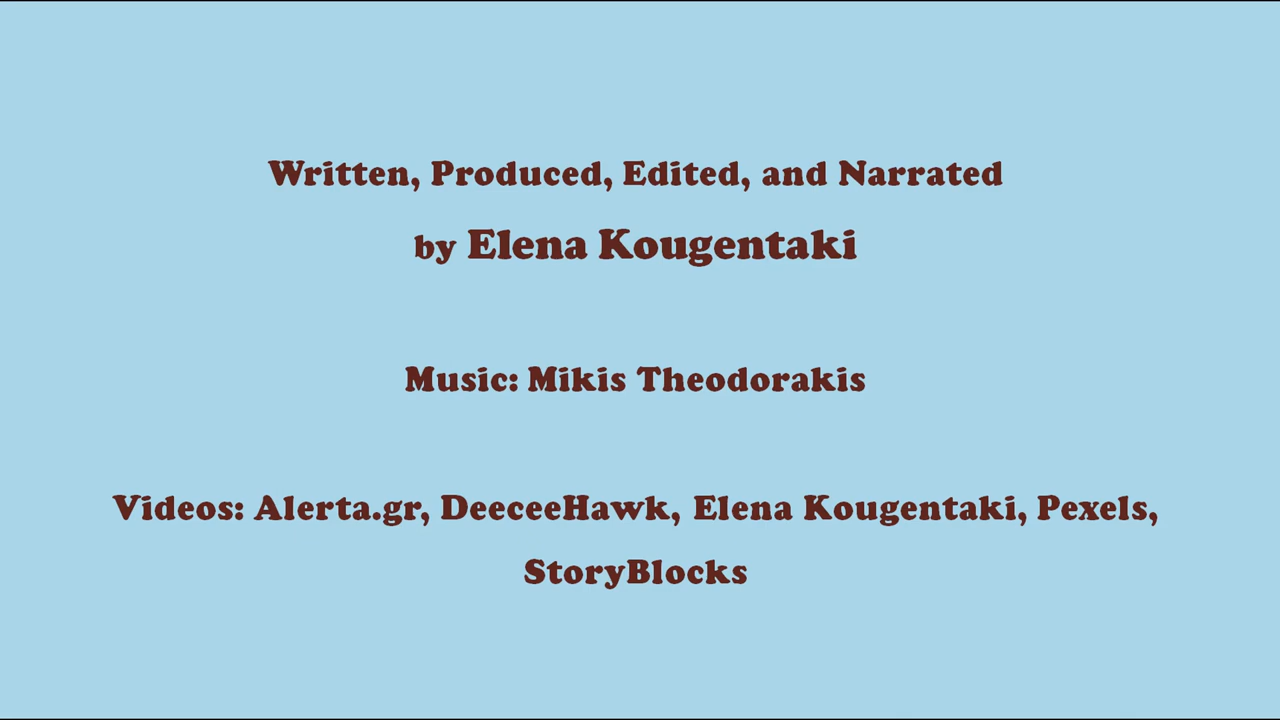 Written, Produced, Edited, and Narrated
by Elena Kougentaki
Music: Mikis Theodorakis
Videos: Alerta.gr, DeeceeHawk, Elena Kougentaki, Pexels,
StoryBlocks